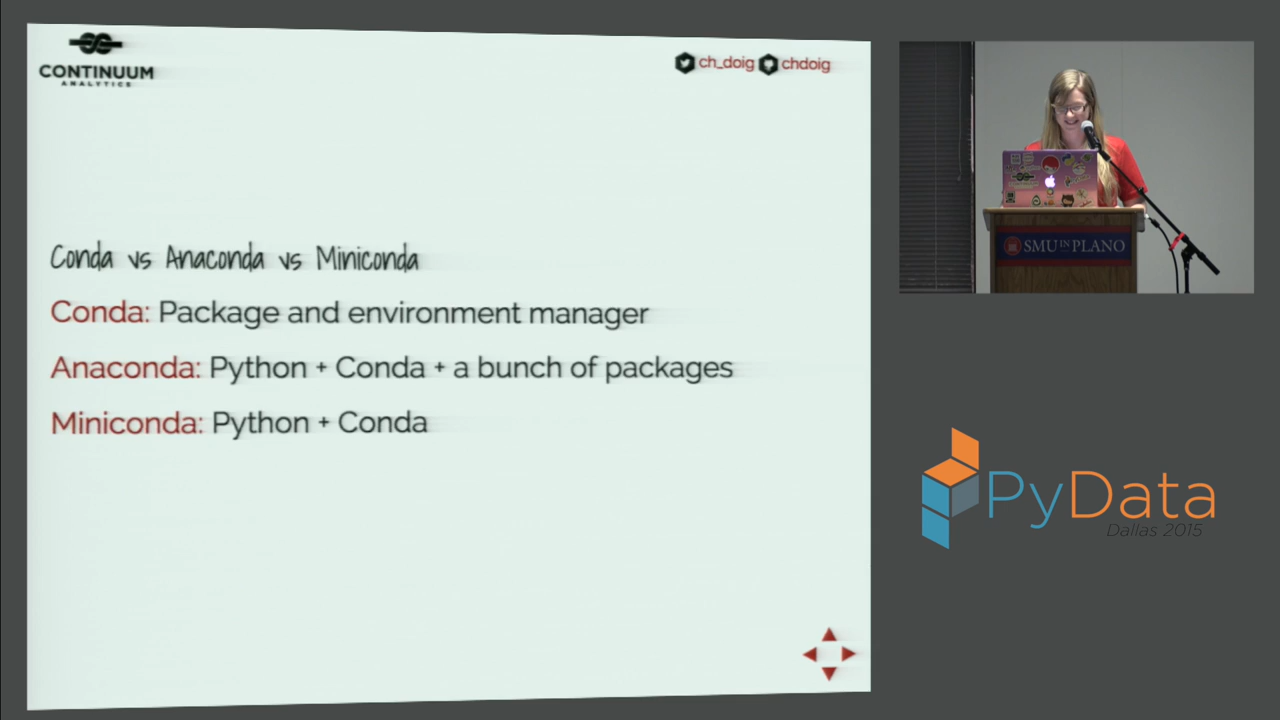 CONTINUUM
ANALYTICS
ch_doig chdoig
Conda vs Anaconda vs Miniconda
Conda: Package and environment manager
Anaconda: Python + Conda + a bunch of packages
Miniconda: Python + Conda
SMU IN PLANO
PyData
Dallas 2015